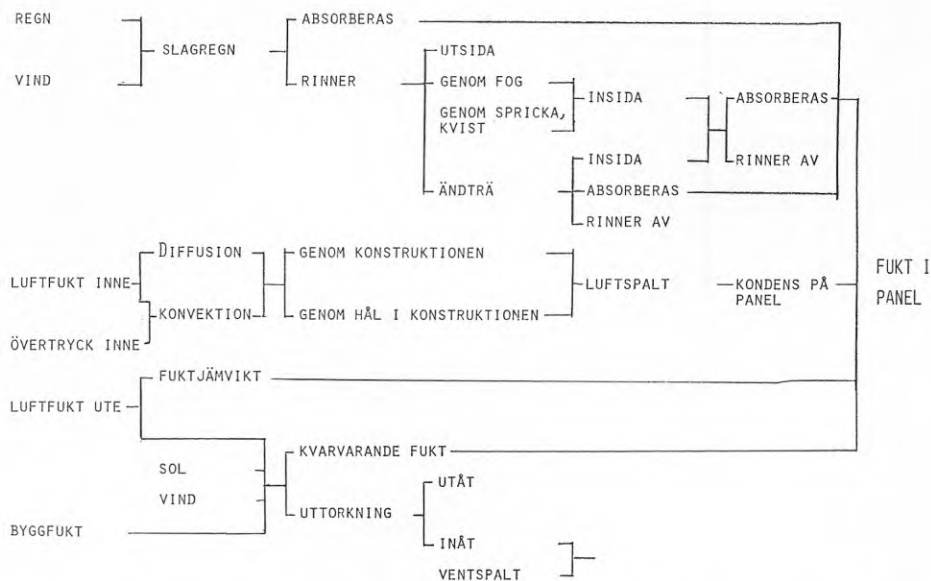 REGN
ABSORBERAS
SLAGREGN
UTSIDA
VIND
RINNER
GENOM FOG
INSIDA
ABSORBERAS
GENOM SPRICKA,
KVIST
INSIDA
RINNER AV
ÄNDTRÄ
ABSORBERAS
RINNER AV
DIFFUSION
GENOM KONSTRUKTIONEN
LUFTFUKT INNE
LUFTSPALT
KONDENS PÅ
PANEL
FUKT I
PANEL
KONVEKTION
GENOM HÅL I KONSTRUKTIONEN
ÖVERTRYCK INNE
FUKTJÄMVIKT
LUFTFUKT UTE
KVARVARANDE FUKT
SOL
UTÅT
VIND
UTTORKNING
BYGGFUKT
INÅT
VENTSPALT